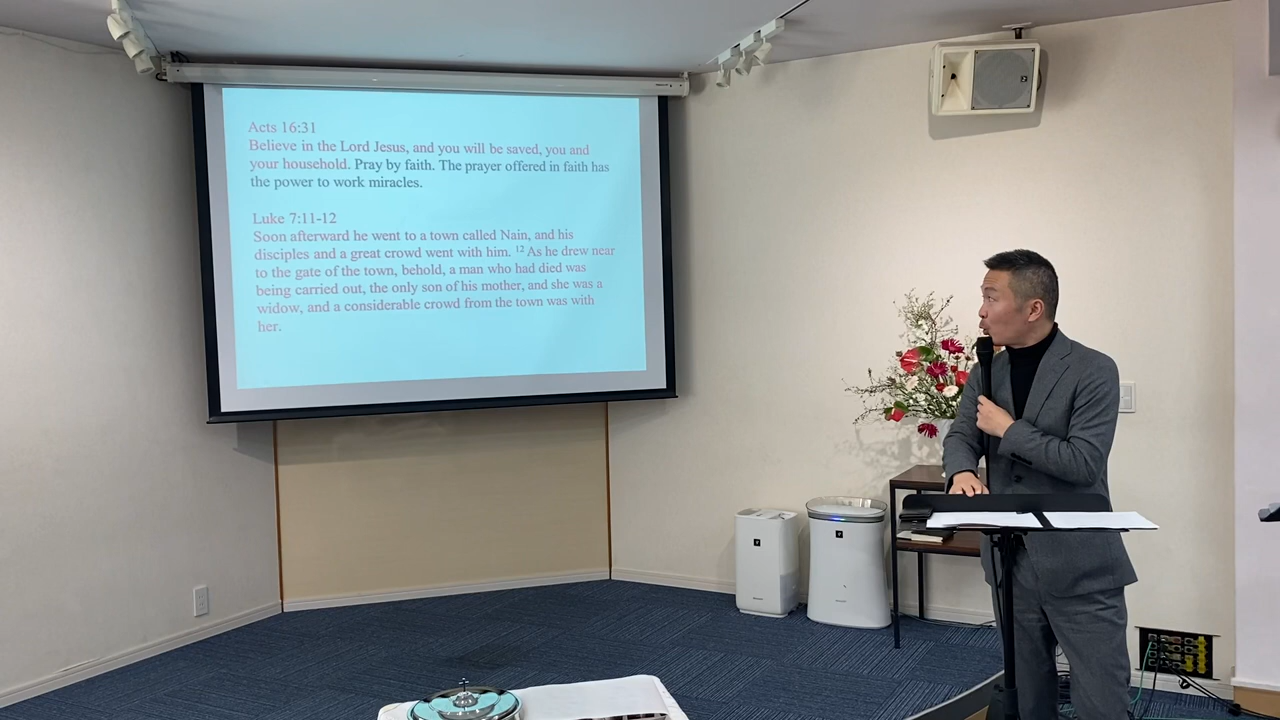 Acts 16:31
Believe in the Lord Jesus, and you will be saved, you and
your household. Pray by faith. The prayer offered in faith has
the power to work miracles.
Luke 7:11-12
Soon afterward he went to a town called Nain, and his
disciples and a great crowd went with him. 12 As he drew near
to the gate of the town, behold, a man who had died was
being carried out, the only son of his mother, and she was a
widow, and a considerable crowd from the town was with
her.